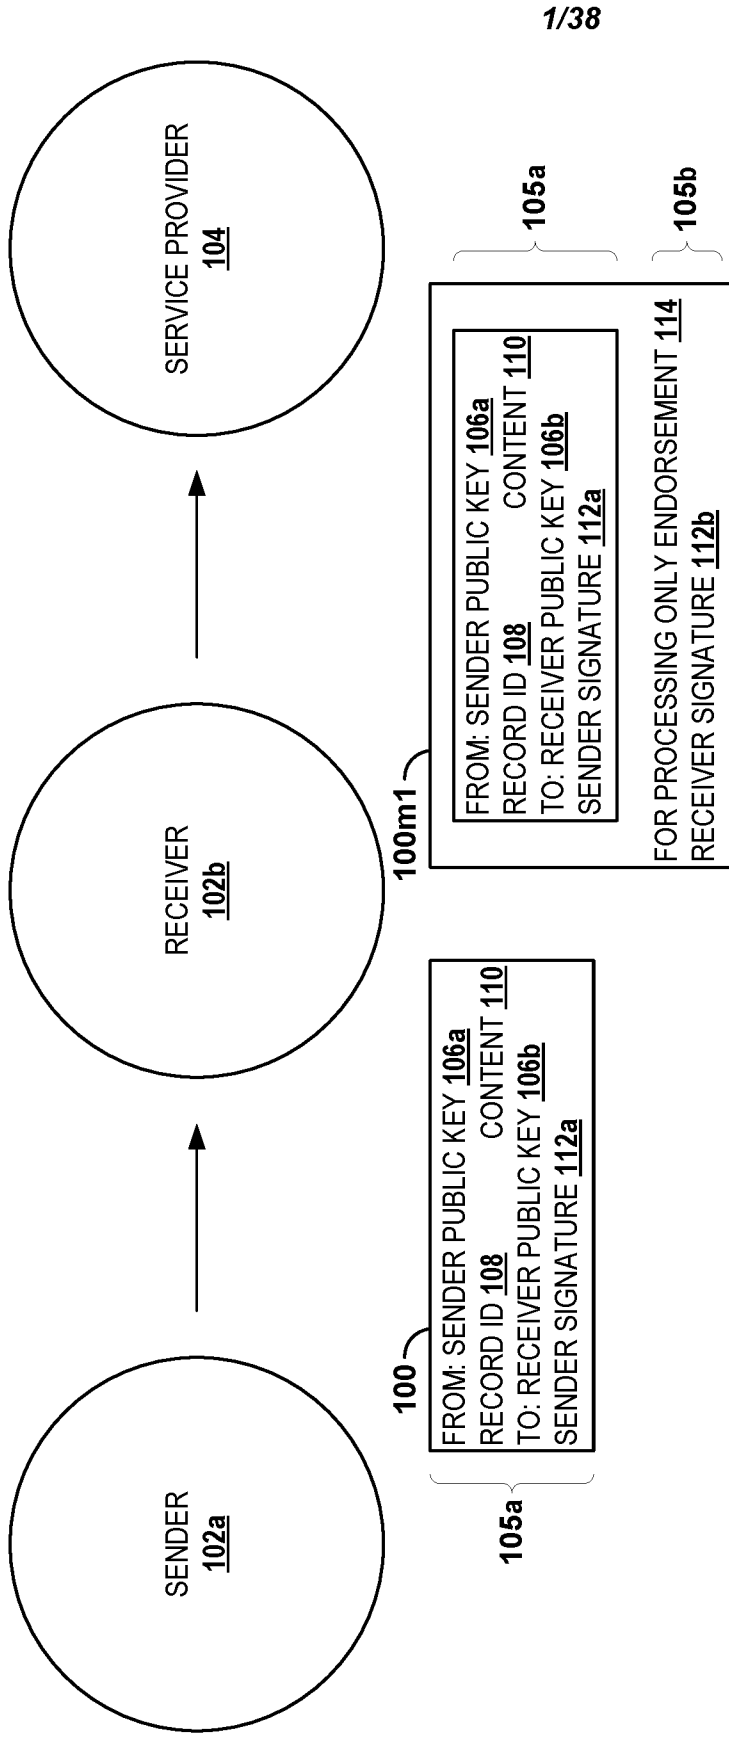 1/38
SENDER
102a
RECEIVER
102b
SERVICE PROVIDER
104
100
FROM: SENDER PUBLIC KEY 106a
RECORD ID 108 CONTENT 110
TO: RECEIVER PUBLIC KEY 106b
SENDER SIGNATURE 112a
105a
100m1
FROM: SENDER PUBLIC KEY 106a
RECORD ID 108 CONTENT 110
TO: RECEIVER PUBLIC KEY 106b
SENDER SIGNATURE 112a
FOR PROCESSING ONLY ENDORSEMENT 114
RECEIVER SIGNATURE 112b
105a
105b